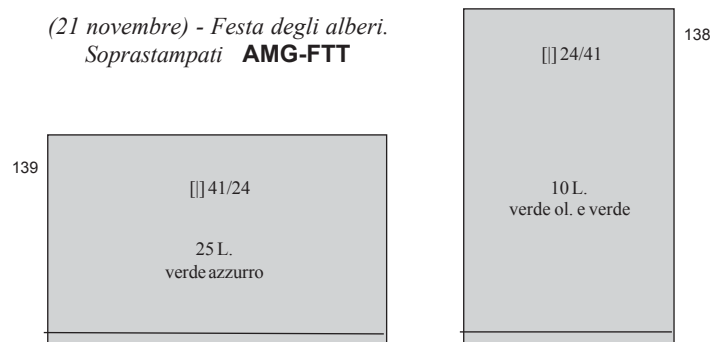 (21 novembre) - Festa degli alberi.
Soprastampati AMG-FTT
138
[|] 24/41
10 L.
verde ol. e verde
139
[|] 41/24
25 L.
verde azzurro